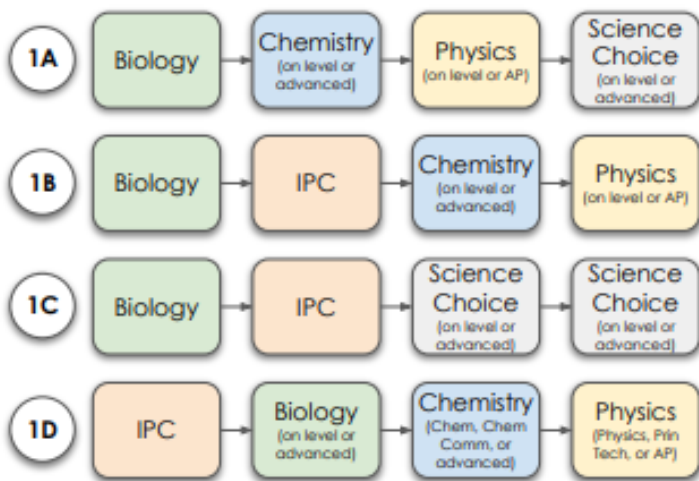 1A
Biology
Chemistry
(on level or
advanced)
Physics
(on level or AP)
Science
Choice
(on level or
advanced)
1B
Biology
IPC
Chemistry
(on level or
advanced)
Physics
(on level or AP)
1C
Biology
IPC
Science
Choice
(on level or
advanced)
Science
Choice
(on level or
advanced)
1D
IPC
Biology
(on level or
advanced)
Chemistry
(Chem, Chem
Comm, or
advanced)
Physics
(Physics, Prin
Tech, or AP)